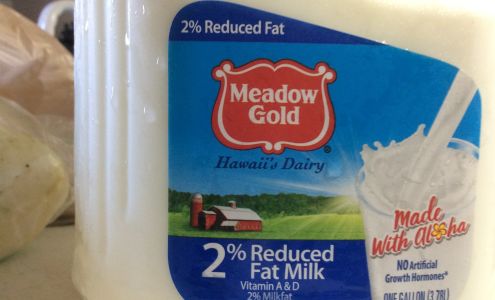 2% Reduced Fat
Meadow
Gold
®
Hawaii's Dairy
2% Reduced
Fat Milk
Vitamin A & D
2% Milkfat
Made
With Aloha
NO Artificial
Growth Hormones*
ONE GALLON (3.78L)